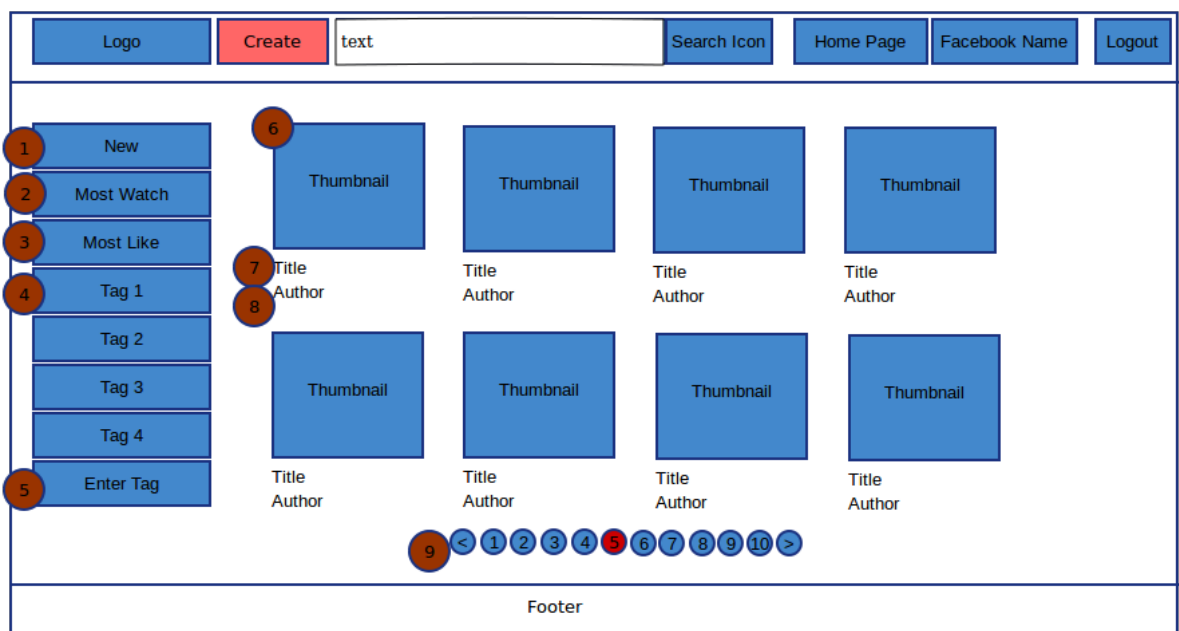 Logo Create text Search Icon Home Page Facebook Name Logout
1 New
2 Most Watch
3 Most Like
4 Tag 1
Tag 2
Tag 3
Tag 4
5 Enter Tag
6 Thumbnail Thumbnail Thumbnail Thumbnail
7 Title Title Title Title
8 Author Author Author Author
Thumbnail Thumbnail Thumbnail Thumbnail
Title Title Title Title
Author Author Author Author
9 < 1 2 3 4 5 6 7 8 9 10 >
Footer